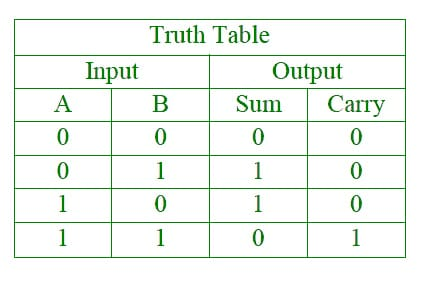 Truth Table
Input Output
A B Sum Carry
0 0 0 0
0 1 1 0
1 0 1 0
1 1 0 1